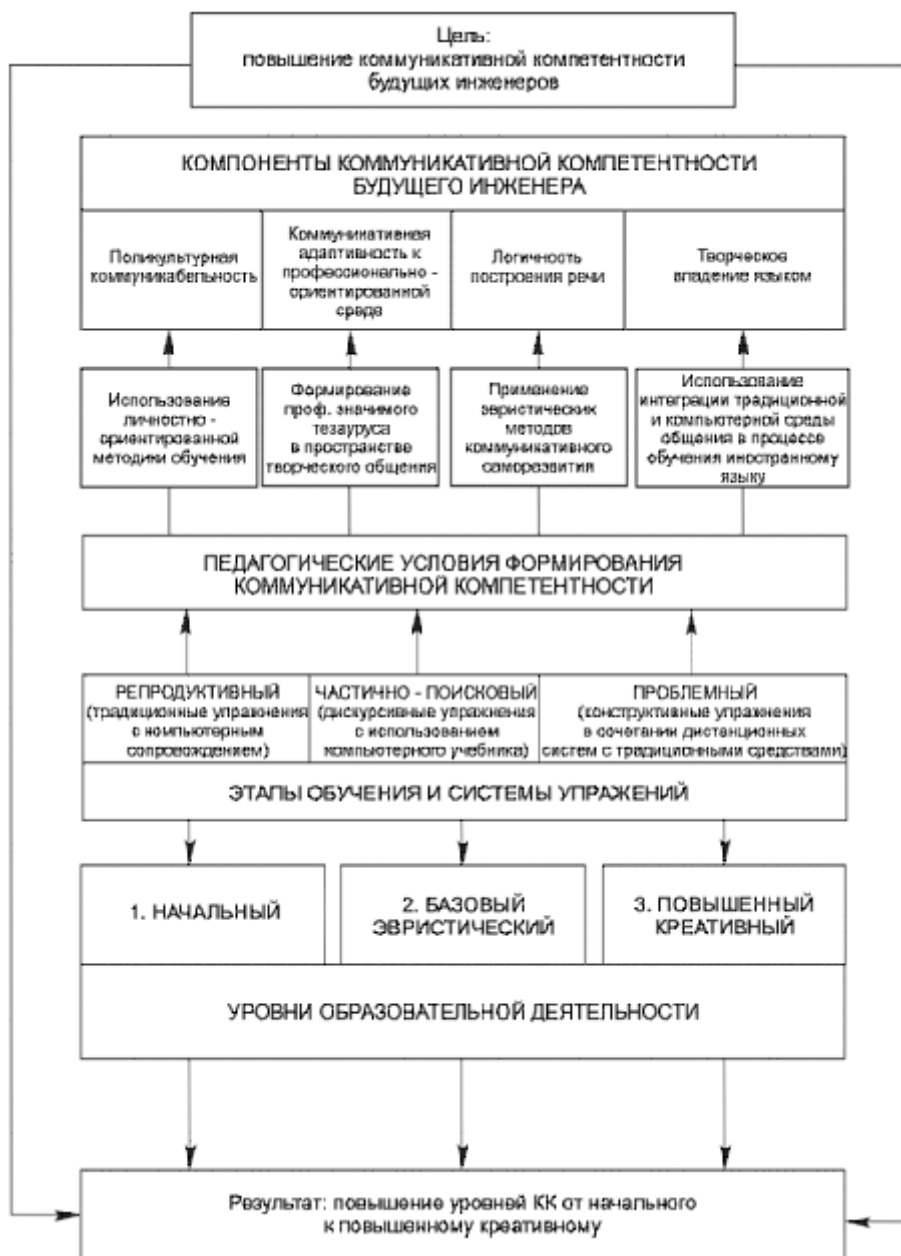 Цель:
повышение коммуникативной компетентности
будущих инженеров
КОМПОНЕНТЫ КОММУНИКАТИВНОЙ КОМПЕТЕНТНОСТИ
БУДУЩЕГО ИНЖЕНЕРА
Поликультурная
коммуникабельность
Коммуникативная
адаптивность к
профессионально -
ориентированной
среде
Логичность
построения речи
Творческое
владение языком
Использование
личностно -
ориентированной
методики обучения
Формирование
проф. значимого
тезауруса
в пространстве
творческого общения
Применение
эвристических
методов
коммуникативного
саморазвития
Использование
интеграции традиционной
и компьютерной среды
общения в процессе
обучения иностранному
языку
ПЕДАГОГИЧЕСКИЕ УСЛОВИЯ ФОРМИРОВАНИЯ
КОММУНИКАТИВНОЙ КОМПЕТЕНТНОСТИ
РЕПРОДУКТИВНЫЙ
(традиционные упражнения
с компьютерным
сопровождением)
ЧАСТИЧНО - ПОИСКОВЫЙ
(дискурсивные упражнения
с использованием
компьютерного учебника)
ПРОБЛЕМНЫЙ
(конструктивные упражнения
в сочетании дистанционных
систем с традиционными средствами)
ЭТАПЫ ОБУЧЕНИЯ И СИСТЕМЫ УПРАЖЕНИЙ
1. НАЧАЛЬНЫЙ
2. БАЗОВЫЙ
ЭВРИСТИЧЕСКИЙ
3. ПОВЫШЕННЫЙ
КРЕАТИВНЫЙ
УРОВНИ ОБРАЗОВАТЕЛЬНОЙ ДЕЯТЕЛЬНОСТИ
Результат: повышение уровней КК от начального
к повышенному креативному